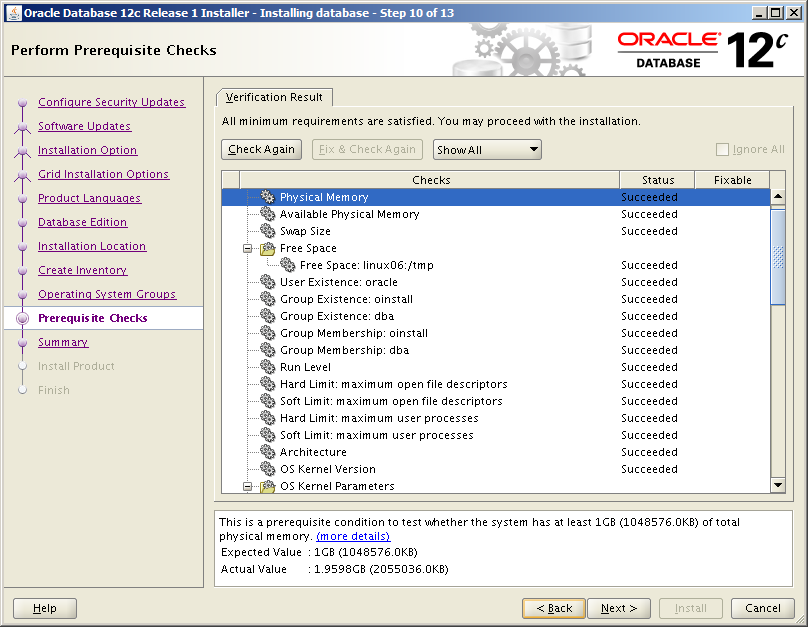 Oracle Database 12c Release 1 Installer - Installing database - Step 10 of 13
Perform Prerequisite Checks
ORACLE®
DATABASE
12c
Configure Security Updates
Software Updates
Installation Option
Grid Installation Options
Product Languages
Database Edition
Installation Location
Create Inventory
Operating System Groups
Prerequisite Checks
Summary
Install Product
Finish
Verification Result
All minimum requirements are satisfied. You may proceed with the installation.
Check Again Fix & Check Again Show All Ignore All
Checks Status Fixable
Physical Memory Succeeded
Available Physical Memory Succeeded
Swap Size Succeeded
Free Space
Free Space: linux06:/tmp Succeeded
User Existence: oracle Succeeded
Group Existence: oinstall Succeeded
Group Existence: dba Succeeded
Group Membership: oinstall Succeeded
Group Membership: dba Succeeded
Run Level Succeeded
Hard Limit: maximum open file descriptors Succeeded
Soft Limit: maximum open file descriptors Succeeded
Hard Limit: maximum user processes Succeeded
Soft Limit: maximum user processes Succeeded
Architecture Succeeded
OS Kernel Version Succeeded
OS Kernel Parameters
This is a prerequisite condition to test whether the system has at least 1GB (1048576.0KB) of total
physical memory. (more details)
Expected Value : 1GB (1048576.0KB)
Actual Value : 1.9598GB (2055036.0KB)
Help < Back Next > Install Cancel